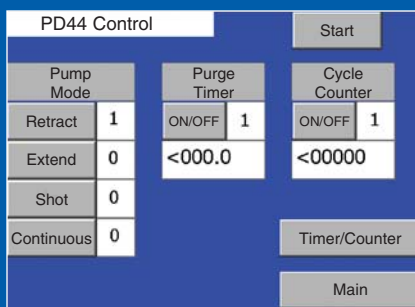 PD44 Control
Start
Pump
Mode
Retract 1
Extend 0
Shot 0
Continuous 0
Purge
Timer
ON/OFF 1
<000.0
Cycle
Counter
ON/OFF 1
<00000
Timer/Counter
Main